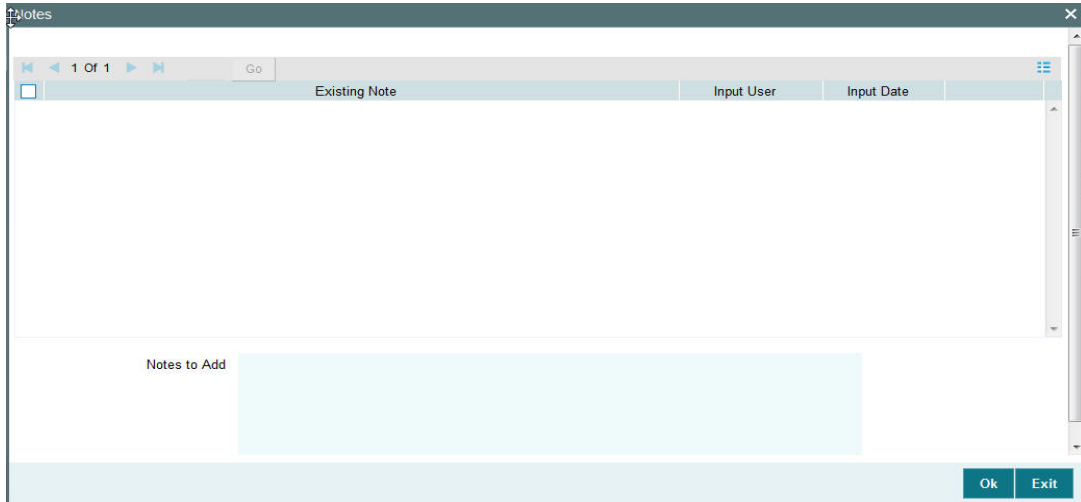 Notes
1 Of 1 Go
Existing Note Input User Input Date
Notes to Add
Ok Exit